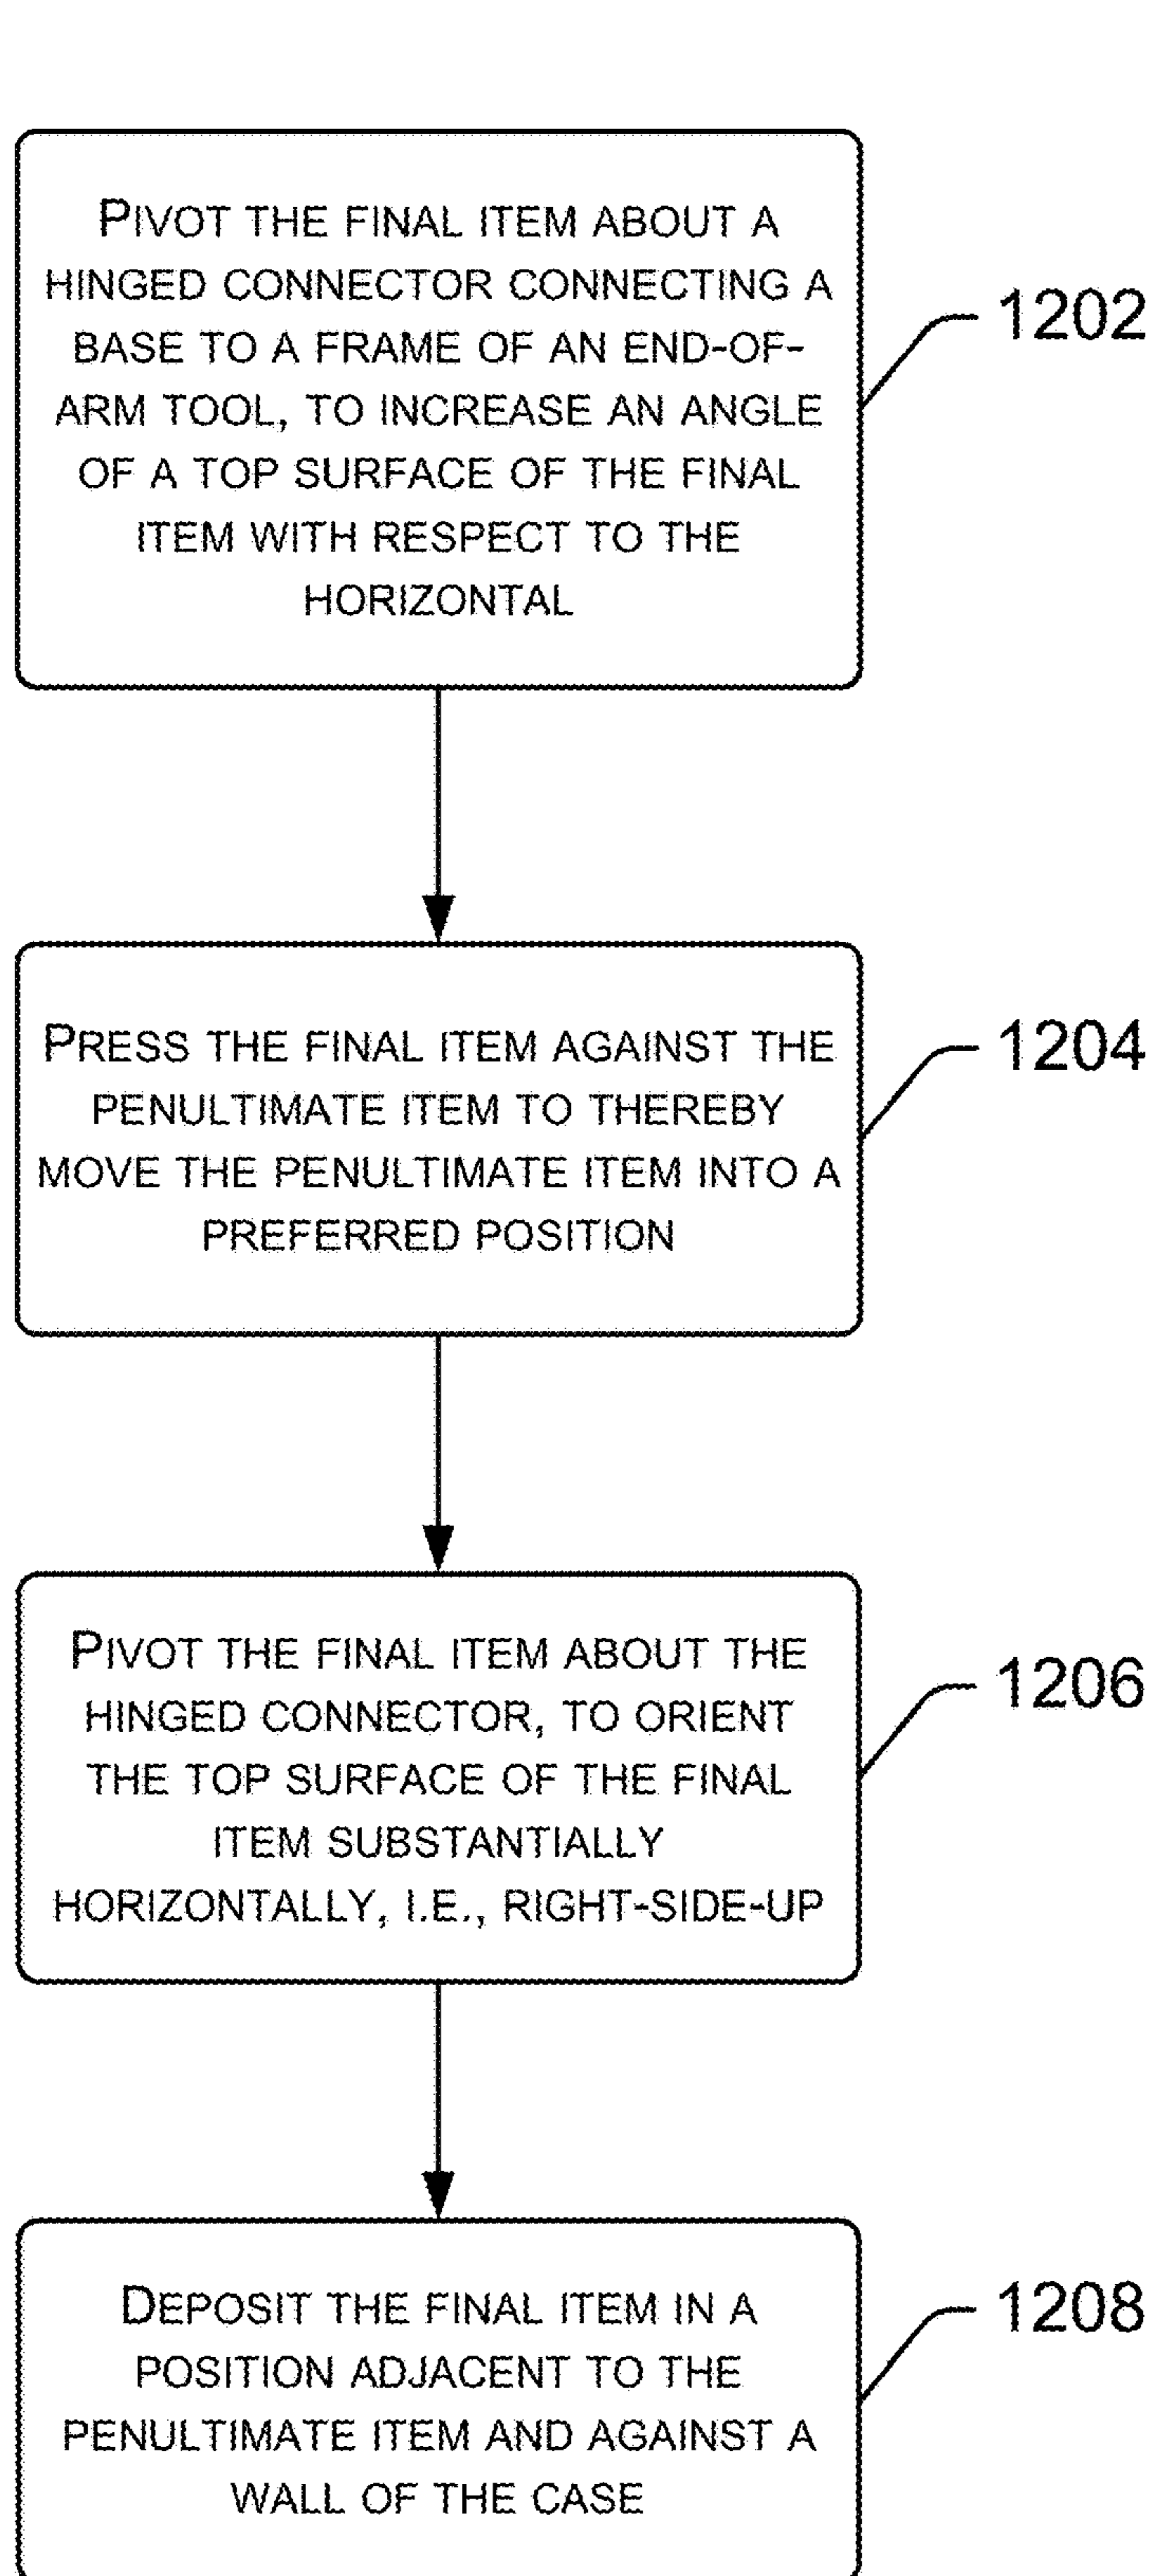 PIVOT THE FINAL ITEM ABOUT A
HINGED CONNECTOR CONNECTING A
BASE TO A FRAME OF AN END-OF-
ARM TOOL, TO INCREASE AN ANGLE
OF A TOP SURFACE OF THE FINAL
ITEM WITH RESPECT TO THE
HORIZONTAL
1202
PRESS THE FINAL ITEM AGAINST THE
PENULTIMATE ITEM TO THEREBY
MOVE THE PENULTIMATE ITEM INTO A
PREFERRED POSITION
1204
PIVOT THE FINAL ITEM ABOUT THE
HINGED CONNECTOR, TO ORIENT
THE TOP SURFACE OF THE FINAL
ITEM SUBSTANTIALLY
HORIZONTALLY, I.E., RIGHT-SIDE-UP
1206
DEPOSIT THE FINAL ITEM IN A
POSITION ADJACENT TO THE
PENULTIMATE ITEM AND AGAINST A
WALL OF THE CASE
1208